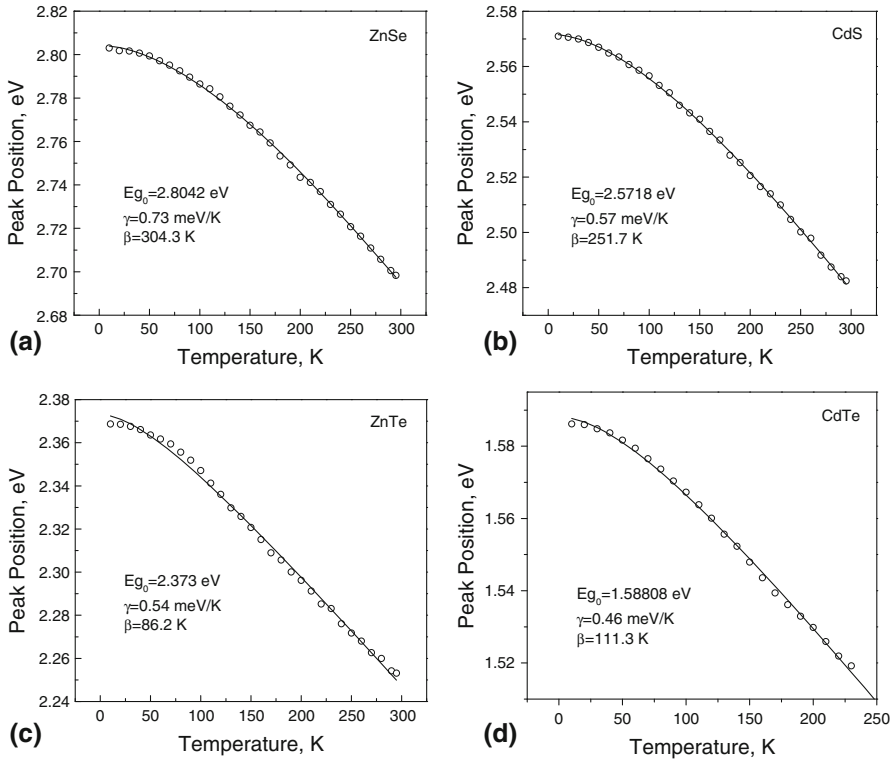 2.82
2.80
2.78
2.76
2.74
2.72
2.70
2.68
Peak Position, eV
ZnSe
Eg₀=2.8042 eV
γ=0.73 meV/K
β=304.3 K
0 50 100 150 200 250 300
(a)
Temperature, K
2.58
2.56
2.54
2.52
2.50
2.48
Peak Position, eV
CdS
Eg₀=2.5718 eV
γ=0.57 meV/K
β=251.7 K
0 50 100 150 200 250 300
(b)
Temperature, K
2.38
2.36
2.34
2.32
2.30
2.28
2.26
2.24
Peak Position, eV
ZnTe
Eg₀=2.373 eV
γ=0.54 meV/K
β=86.2 K
0 50 100 150 200 250 300
(c)
Temperature, K
1.58
1.56
1.54
1.52
Peak Position, eV
CdTe
Eg₀=1.58808 eV
γ=0.46 meV/K
β=111.3 K
0 50 100 150 200 250
(d)
Temperature, K